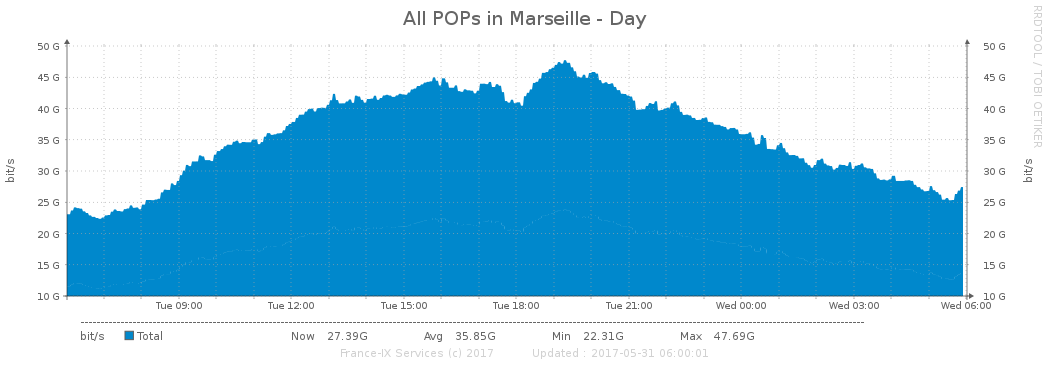 All POPs in Marseille - Day
RRDTOOL / TOBI OETIKER
50 G 50 G
45 G 45 G
40 G 40 G
35 G 35 G
30 G 30 G
25 G 25 G
20 G 20 G
15 G 15 G
10 G 10 G
bit/s bit/s
Tue 09:00 Tue 12:00 Tue 15:00 Tue 18:00 Tue 21:00 Wed 00:00 Wed 03:00 Wed 06:00
bit/s Total Now 27.39G Avg 35.85G Min 22.31G Max 47.69G
France-IX Services (c) 2017 Updated : 2017-05-31 06:00:01